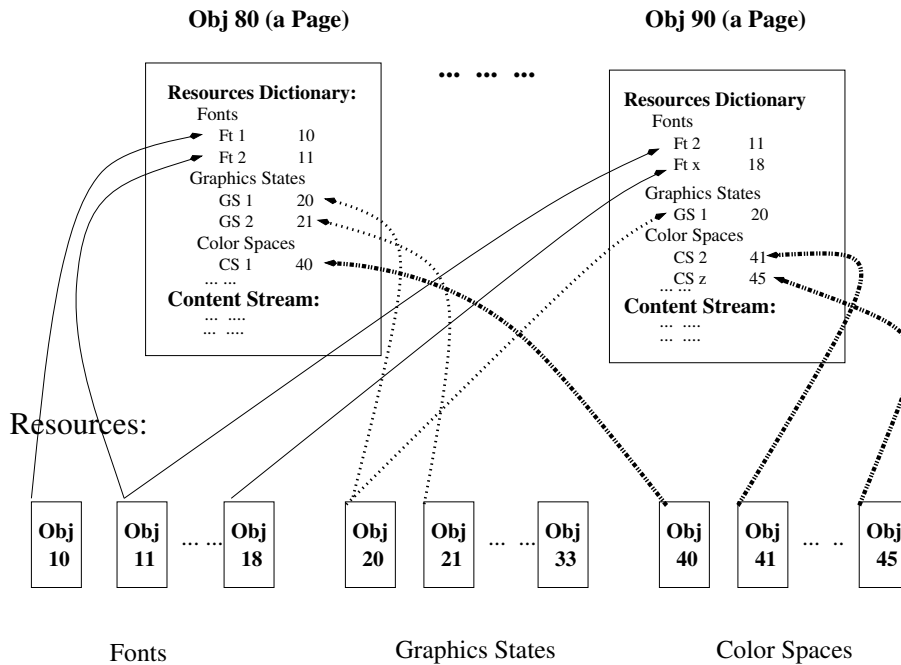 Obj 80 (a Page)
Resources Dictionary:
Fonts
Ft 1 10
Ft 2 11
Graphics States
GS 1 20
GS 2 21
Color Spaces
CS 1 40
... ...
Content Stream:
... ....
... ....
... ... ...
Obj 90 (a Page)
Resources Dictionary
Fonts
Ft 2 11
Ft x 18
Graphics States
GS 1 20
Color Spaces
CS 2 41
CS z 45
... ...
Content Stream:
... ....
... ....
Resources:
Obj 10
Obj 11
... ...
Obj 18
Obj 20
Obj 21
... ...
Obj 33
Obj 40
Obj 41
... ..
Obj 45
Fonts
Graphics States
Color Spaces